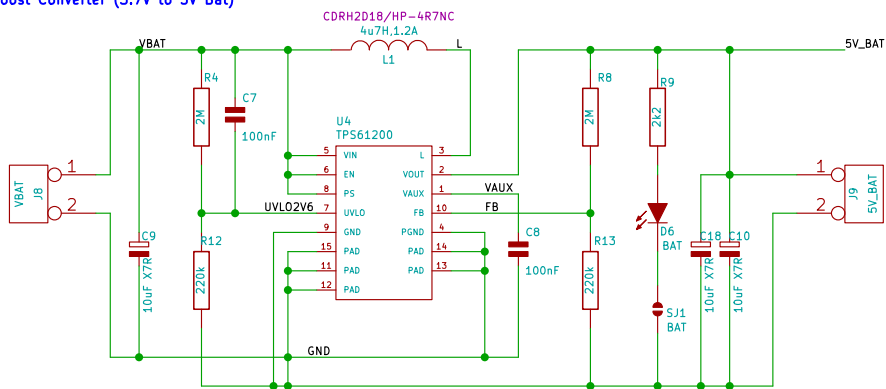 oost Converter (3.7V to 5V Bat)
CDRH2D18/HP-4R7NC
4u7H,1.2A
L1
VBAT
L
5V_BAT
R4
2M
C7
100nF
U4
TPS61200
R8
2M
R9
2k2
5 VIN L 3
6 EN VOUT 2
8 PS VAUX 1
7 UVLO FB 10
9 GND PGND 4
15 PAD PAD 14
11 PAD PAD 13
12 PAD
VAUX
UVLO2V6
FB
1
2
VBAT
J8
1
2
J9
5V_BAT
C9
10uF X7R
R12
220k
C8
100nF
R13
220k
D6
BAT
C18
10uF X7R
C10
10uF X7R
SJ1
BAT
GND